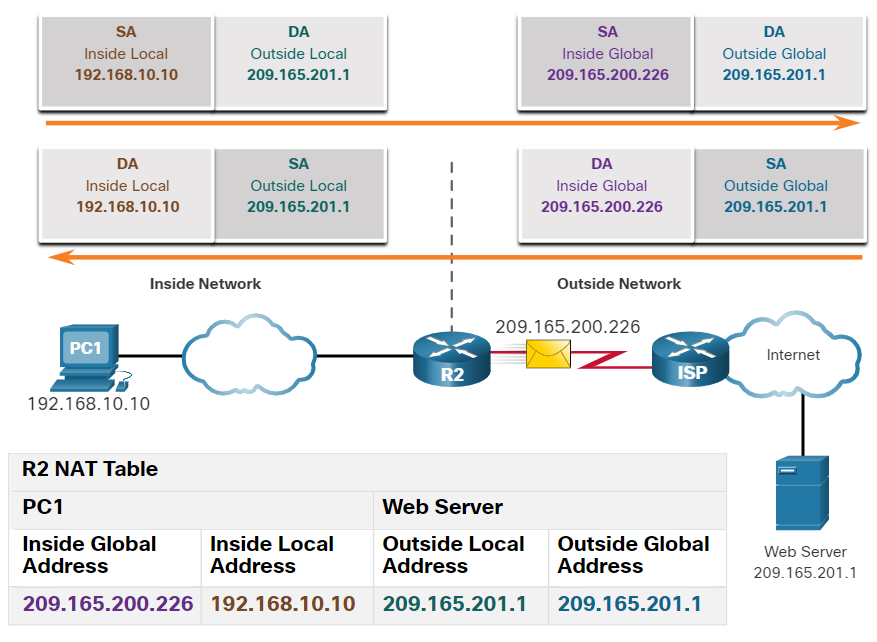 SA
Inside Local
192.168.10.10
DA
Outside Local
209.165.201.1
SA
Inside Global
209.165.200.226
DA
Outside Global
209.165.201.1
DA
Inside Local
192.168.10.10
SA
Outside Local
209.165.201.1
DA
Inside Global
209.165.200.226
SA
Outside Global
209.165.201.1
Inside Network
Outside Network
209.165.200.226
PC1
R2
ISP
Internet
192.168.10.10
Web Server
209.165.201.1
R2 NAT Table
PC1
Web Server
Inside Global
Address
Inside Local
Address
Outside Local
Address
Outside Global
Address
209.165.200.226
192.168.10.10
209.165.201.1
209.165.201.1